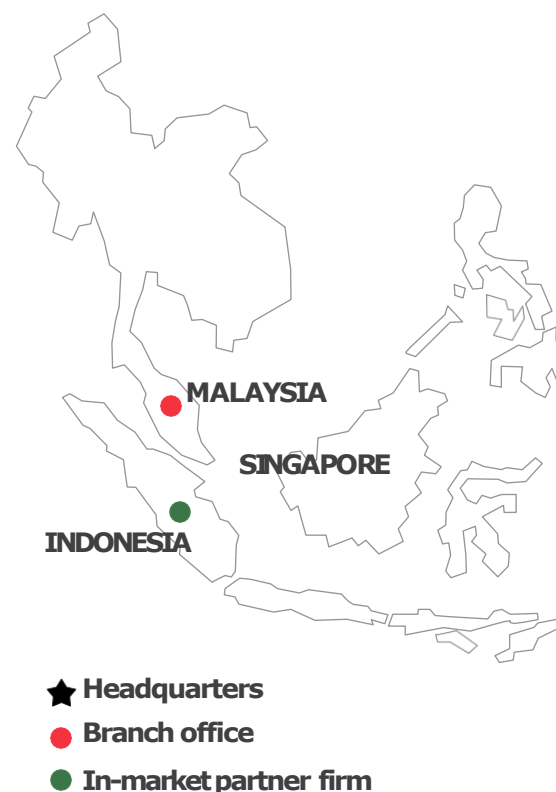 MALAYSIA
SINGAPORE
INDONESIA
Headquarters
Branch office
In-market partner firm